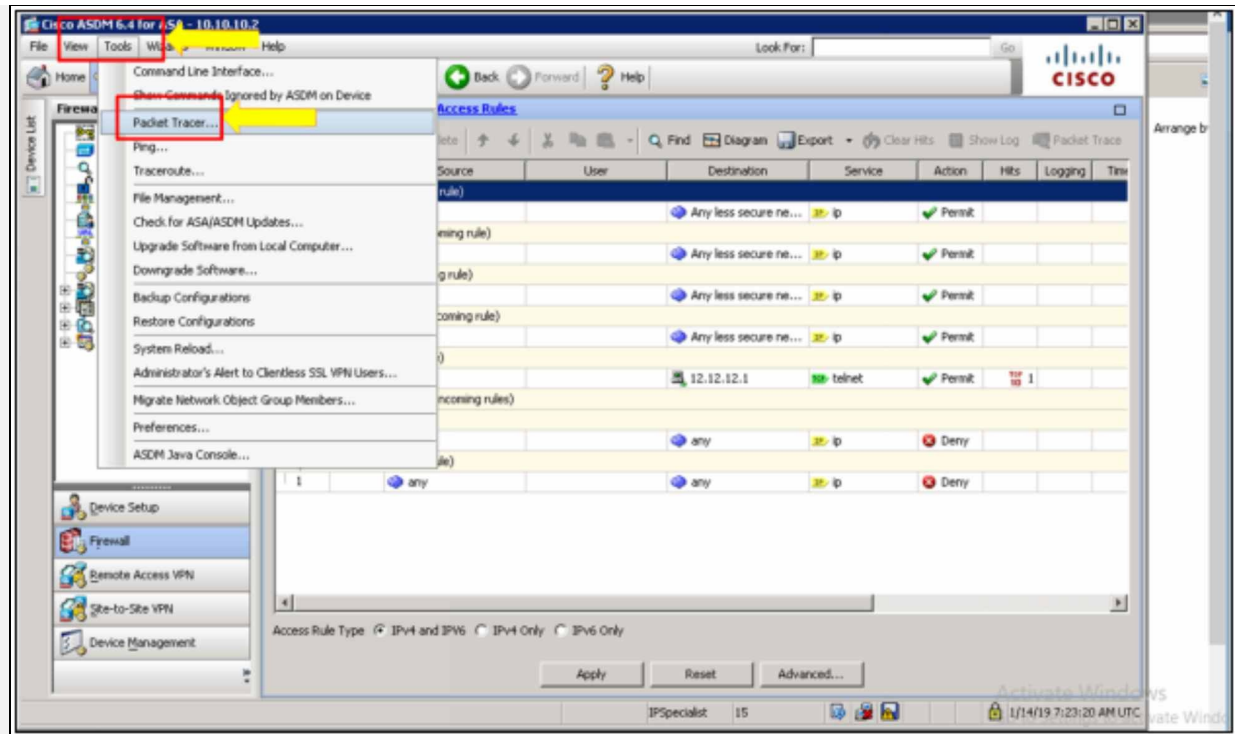 Cisco ASDM 6.4 for ASA - 10.10.10.2
File View Tools Help
Look For: Go
CISCO
Home Back Forward Help
Command Line Interface...
Show Commands Ignored by ASDM on Device
Packet Tracer...
Ping...
Traceroute...
File Management...
Check for ASA/ASDM Updates...
Upgrade Software from Local Computer...
Downgrade Software...
Backup Configurations
Restore Configurations
System Reload...
Administrator's Alert to Clientless SSL VPN Users...
Migrate Network Object Group Members...
Preferences...
ASDM Java Console...
Device List
Access Rules
Find Diagram Export Clear Hits Show Log Packet Trace
Arrange b
Source User Destination Service Action Hits Logging Time
rule)
Any less secure ne... ip Permit
oming rule)
Any less secure ne... ip Permit
g rule)
Any less secure ne... ip Permit
coming rule)
Any less secure ne... ip Permit
)
12.12.12.1 telnet Permit 1
ncoming rules)
any ip Deny
ule)
1 any any ip Deny
Device Setup
Firewall
Remote Access VPN
Site-to-Site VPN
Device Management
Access Rule Type IPv4 and IPv6 IPv4 Only IPv6 Only
Apply Reset Advanced...
Activate Windows
IPSpecialist 15 1/14/19 7:23:20 AM UTC